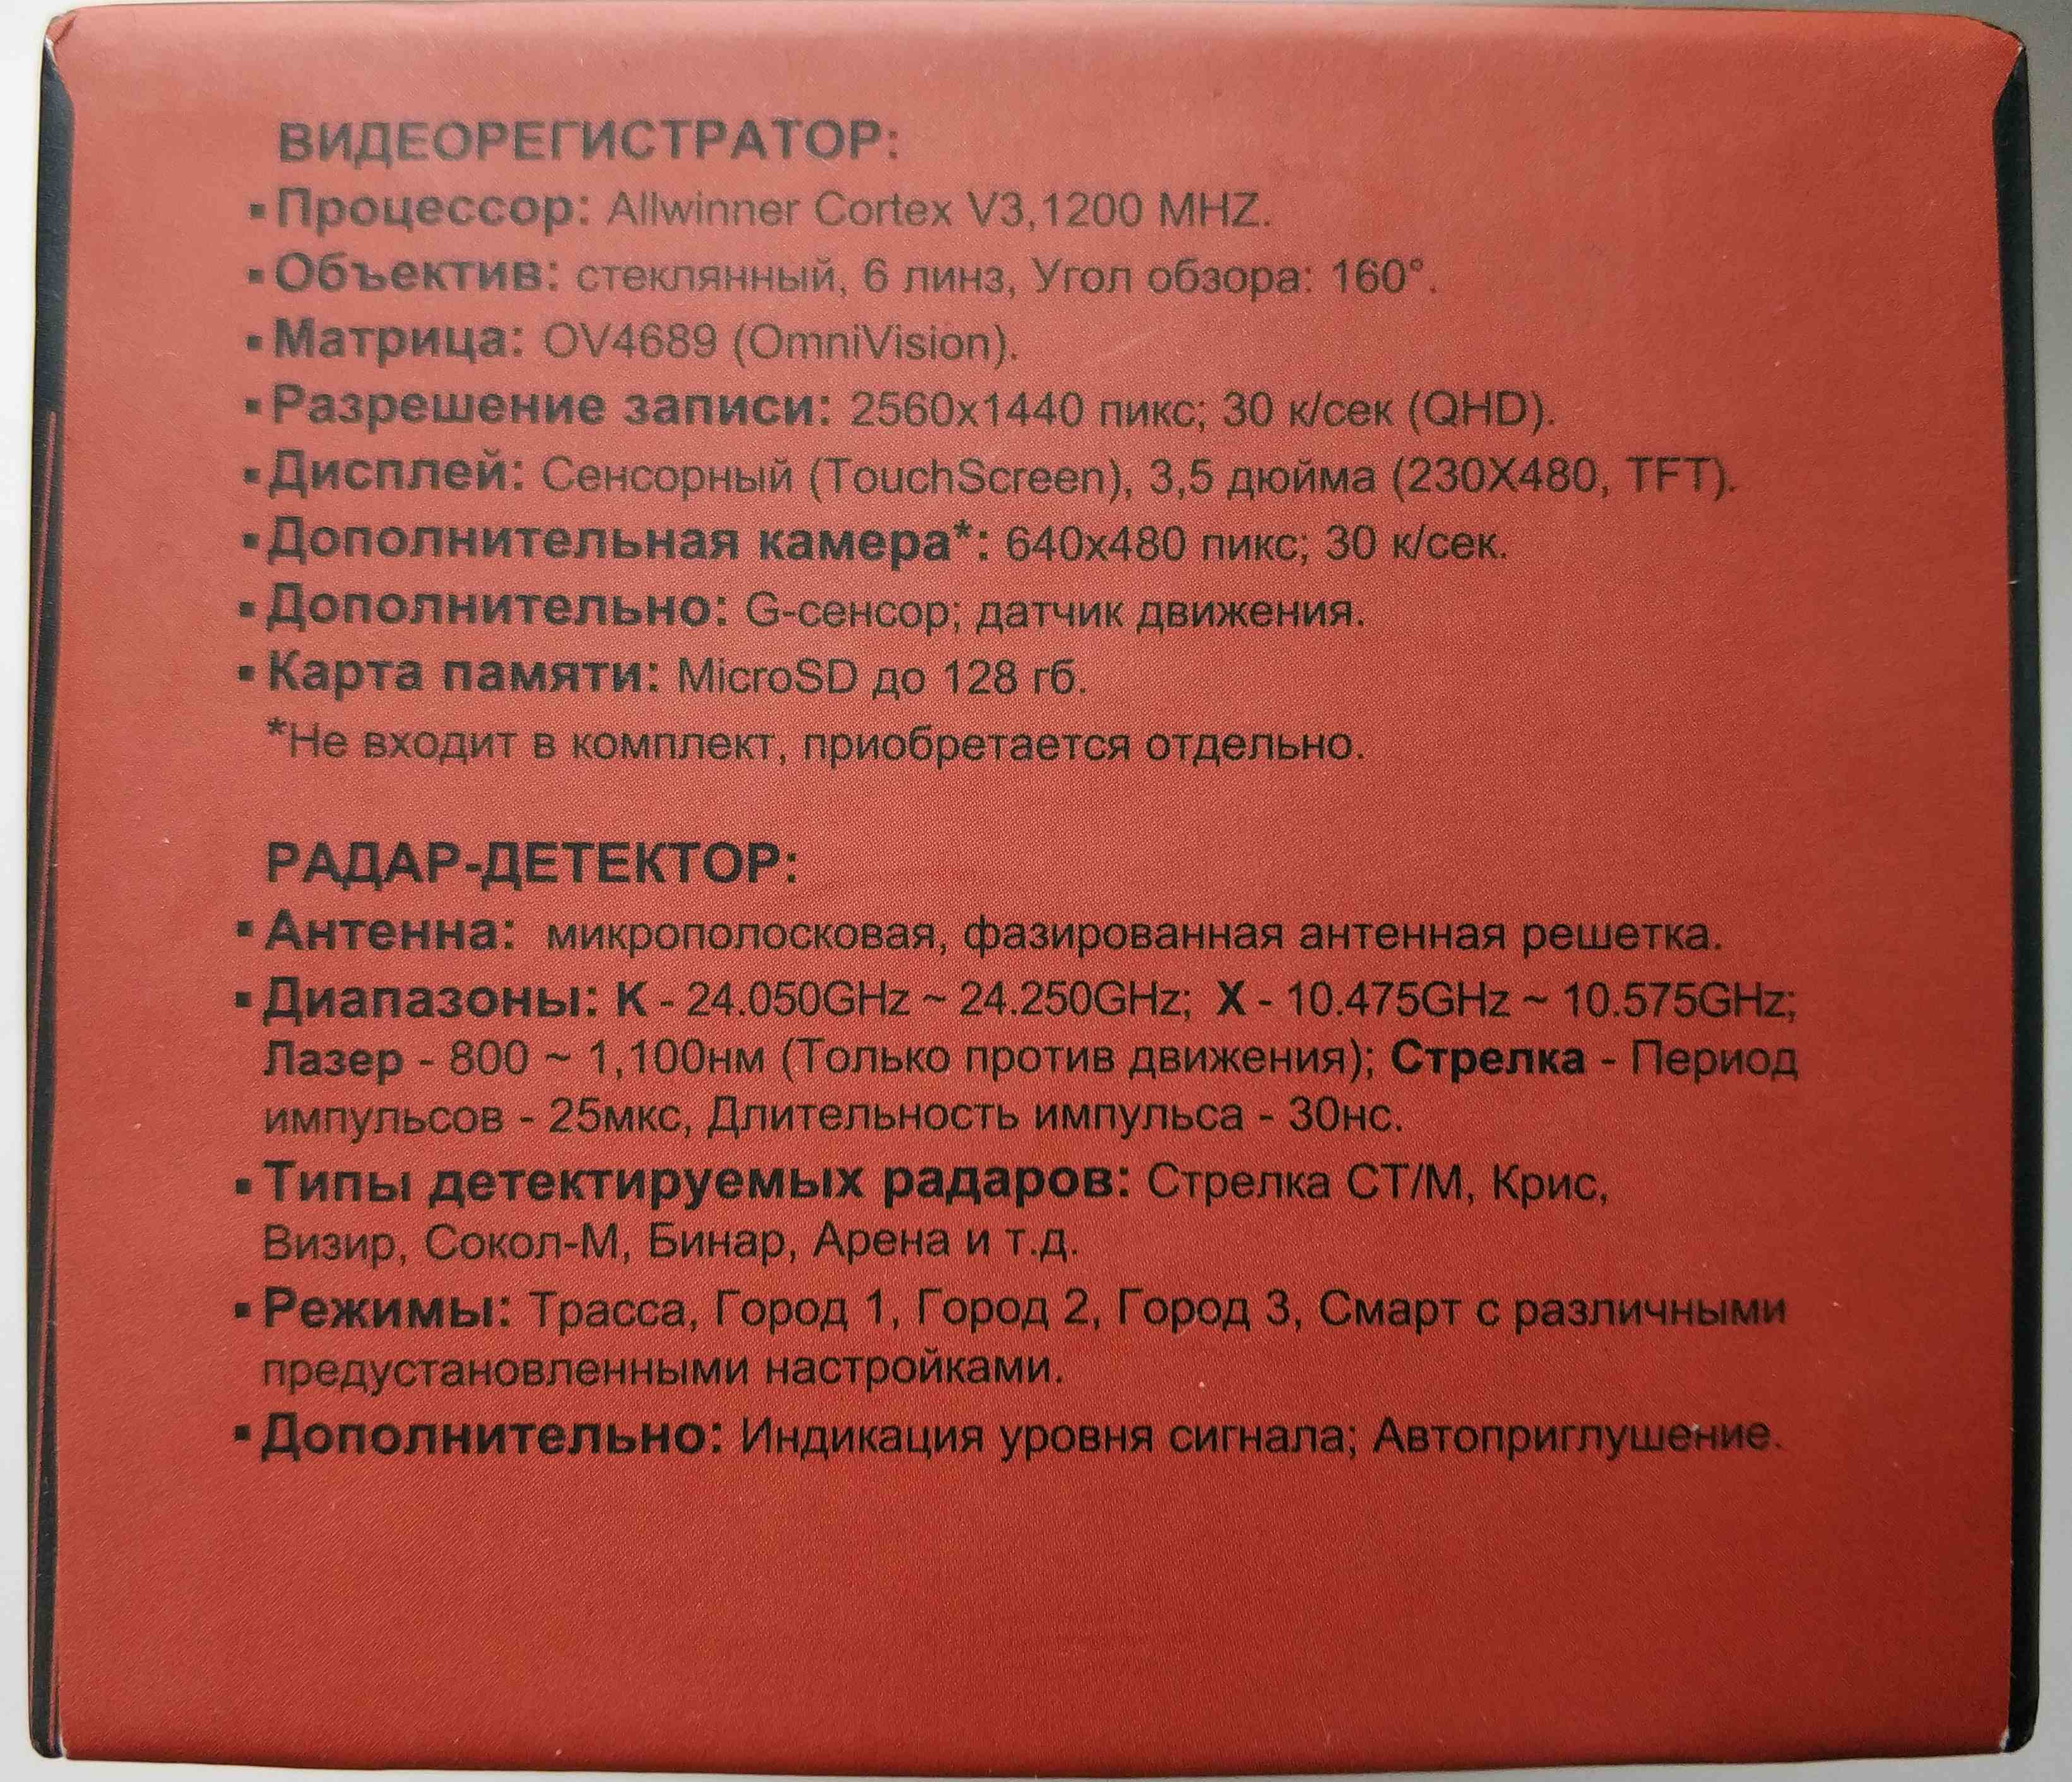 ВИДЕОРЕГИСТРАТОР:
▪Процессор: Allwinner Cortex V3,1200 MHZ.
▪Объектив: стеклянный, 6 линз, Угол обзора: 160°.
▪Матрица: OV4689 (OmniVision).
▪Разрешение записи: 2560x1440 пикс; 30 к/сек (QHD).
▪Дисплей: Сенсорный (TouchScreen), 3,5 дюйма (230X480, TFT).
▪Дополнительная камера*: 640x480 пикс; 30 к/сек.
▪Дополнительно: G-сенсор; датчик движения.
▪Карта памяти: MicroSD до 128 гб.
*Не входит в комплект, приобретается отдельно.
РАДАР-ДЕТЕКТОР:
▪Антенна: микрополосковая, фазированная антенная решетка.
▪Диапазоны: К - 24.050GHz ~ 24.250GHz; X - 10.475GHz ~ 10.575GHz;
Лазер - 800 ~ 1,100нм (Только против движения); Стрелка - Период
импульсов - 25мкс, Длительность импульса - 30нс.
▪Типы детектируемых радаров: Стрелка СТ/М, Крис,
Визир, Сокол-М, Бинар, Арена и т.д.
▪Режимы: Трасса, Город 1, Город 2, Город 3, Смарт с различными
предустановленными настройками.
▪Дополнительно: Индикация уровня сигнала; Автоприглушение.